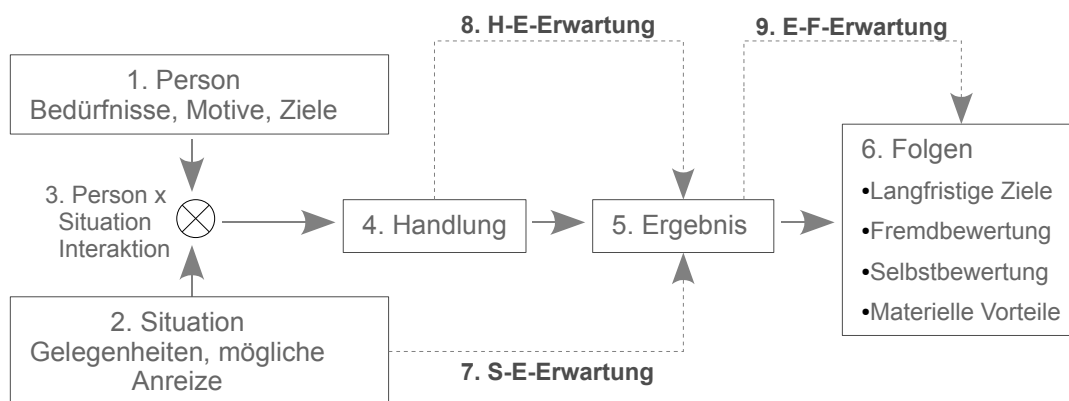 8. H-E-Erwartung
9. E-F-Erwartung
1. Person
Bedürfnisse, Motive, Ziele
3. Person x
Situation
Interaktion
4. Handlung
5. Ergebnis
6. Folgen
•Langfristige Ziele
•Fremdbewertung
•Selbstbewertung
•Materielle Vorteile
2. Situation
Gelegenheiten, mögliche
Anreize
7. S-E-Erwartung